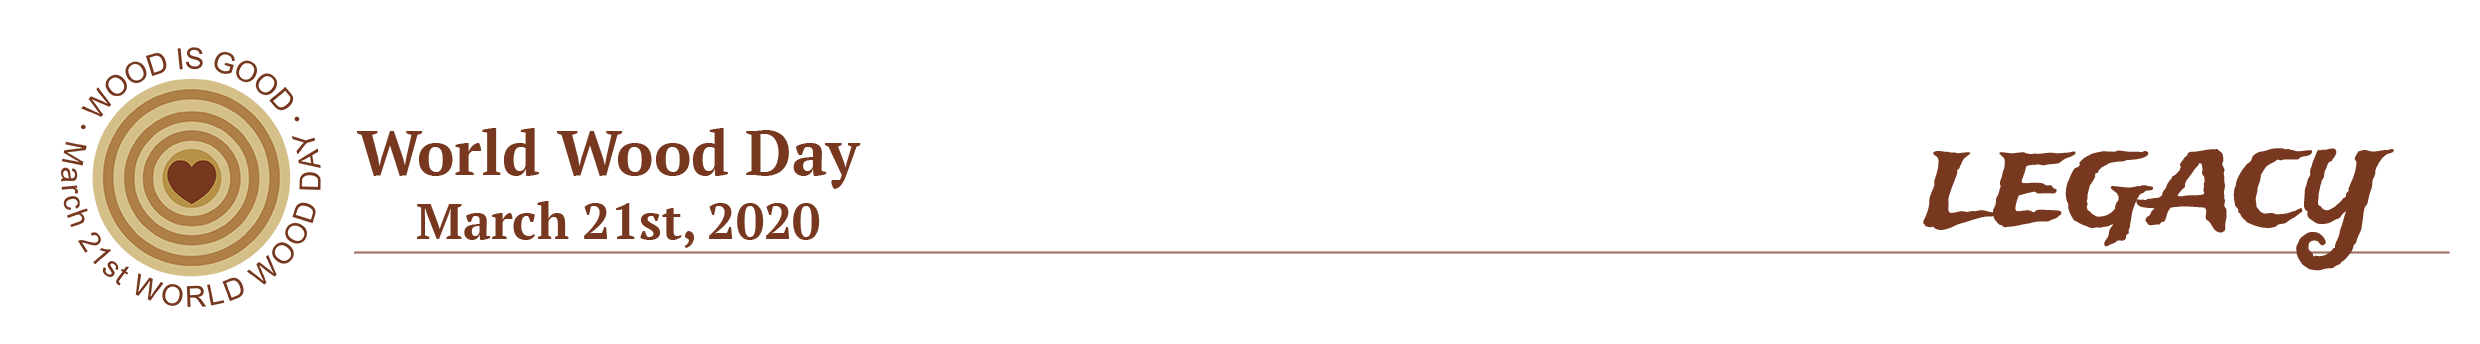 · WOOD IS GOOD ·
March 21st WORLD WOOD DAY
World Wood Day
March 21st, 2020
LEGACY